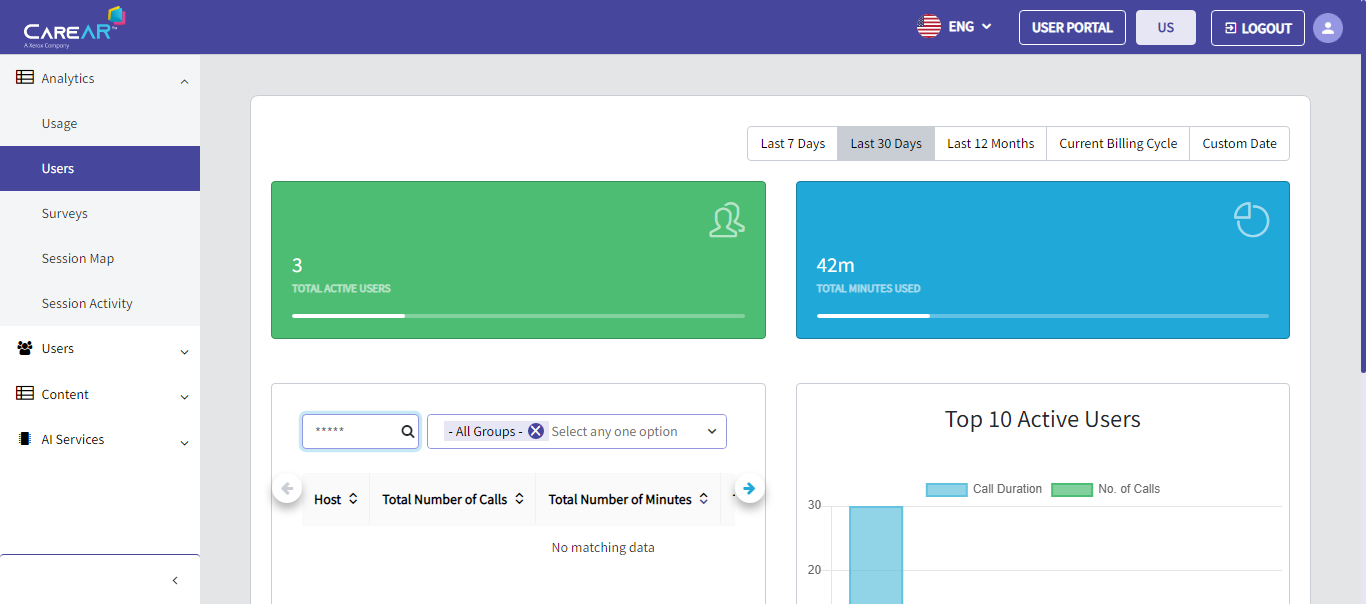 CAREAR™
A Xerox Company
ENG
USER PORTAL
US
LOGOUT
Analytics
Usage
Users
Surveys
Session Map
Session Activity
Users
Content
AI Services
Last 7 Days
Last 30 Days
Last 12 Months
Current Billing Cycle
Custom Date
3
TOTAL ACTIVE USERS
42m
TOTAL MINUTES USED
*****
- All Groups -
Select any one option
Host
Total Number of Calls
Total Number of Minutes
No matching data
Top 10 Active Users
Call Duration
No. of Calls
30
20